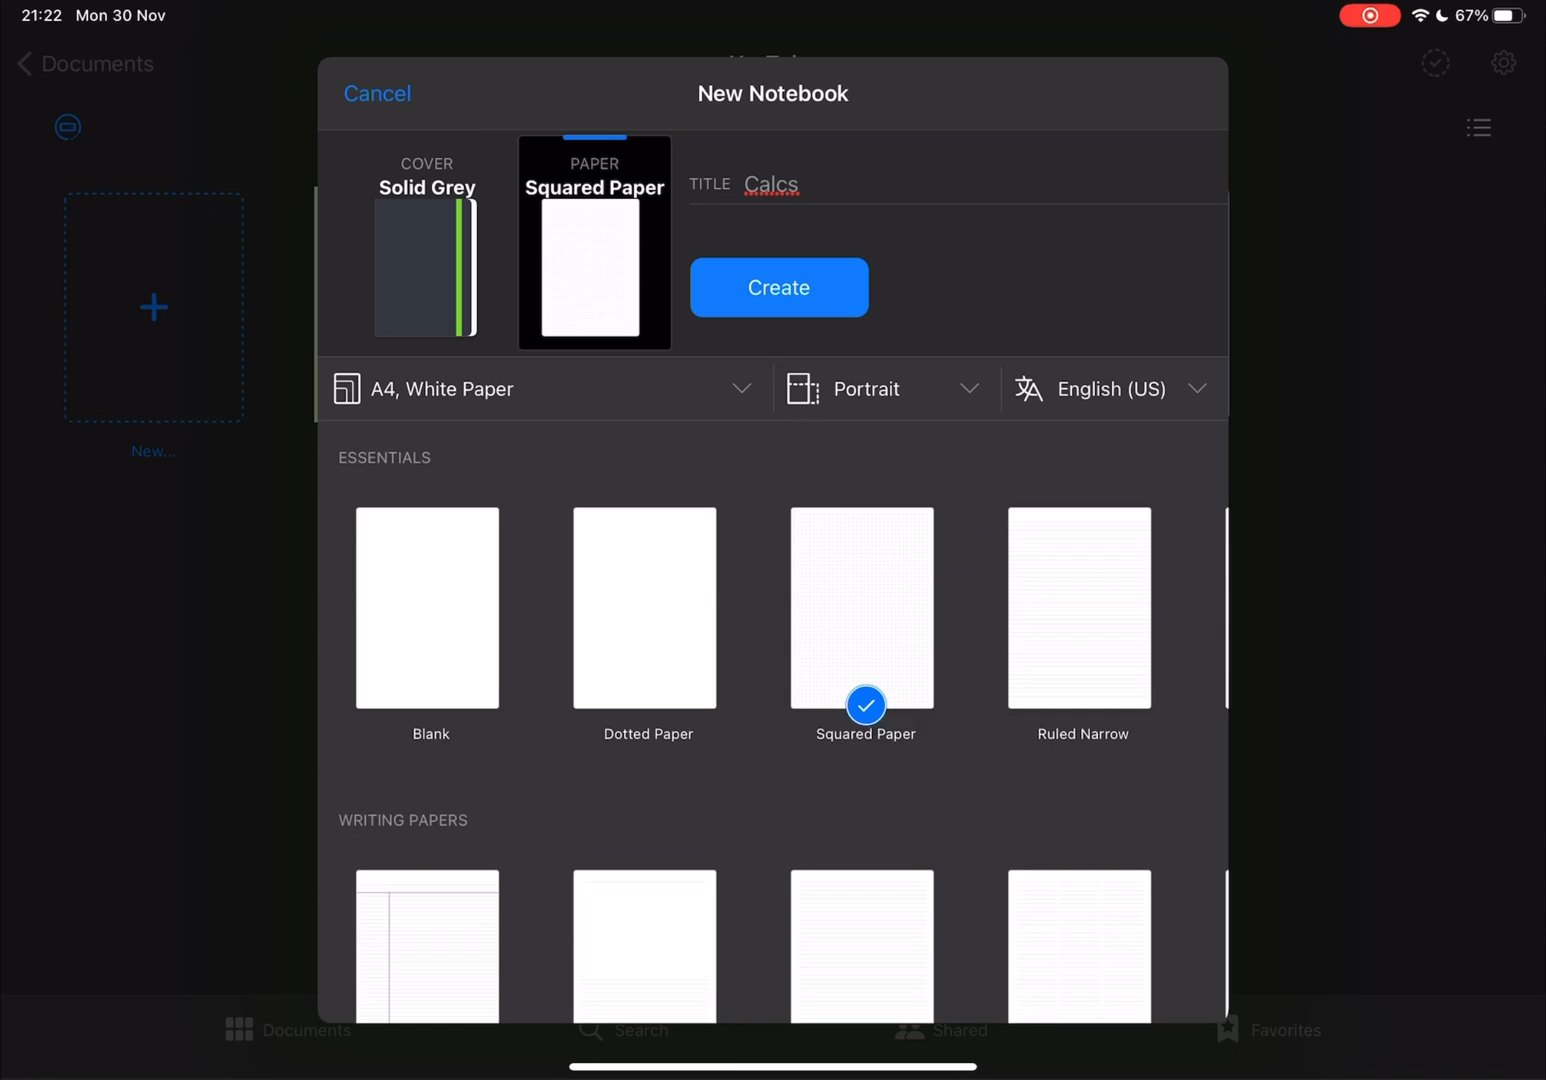 21:22 Mon 30 Nov
67%
Documents
Cancel
New Notebook
COVER
Solid Grey
PAPER
Squared Paper
TITLE Calcs
Create
A4, White Paper
Portrait
English (US)
New...
ESSENTIALS
Blank
Dotted Paper
Squared Paper
Ruled Narrow
WRITING PAPERS
Documents
Search
Shared
Favorites